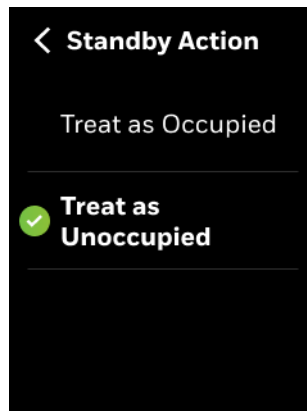 Standby Action
Treat as Occupied
Treat as
Unoccupied